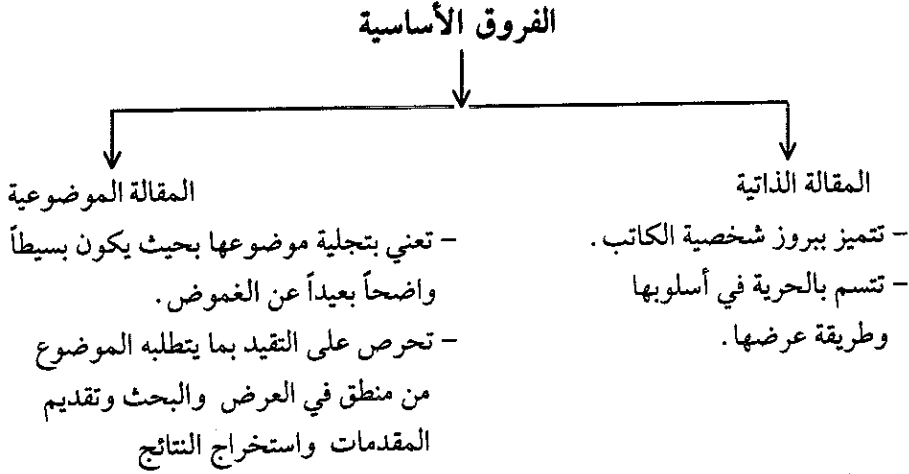 الفروق الأساسية
المقالة الذاتية
– تتميز ببروز شخصية الكاتب.
– تتسم بالحرية في أسلوبها
وطريقة عرضها.
المقالة الموضوعية
– تعني بتجلية موضوعها بحيث يكون بسيطاً
واضحاً بعيداً عن الغموض.
– تحرص على التقيد بما يتطلبه الموضوع
من منطق في العرض والبحث وتقديم
المقدمات واستخراج النتائج